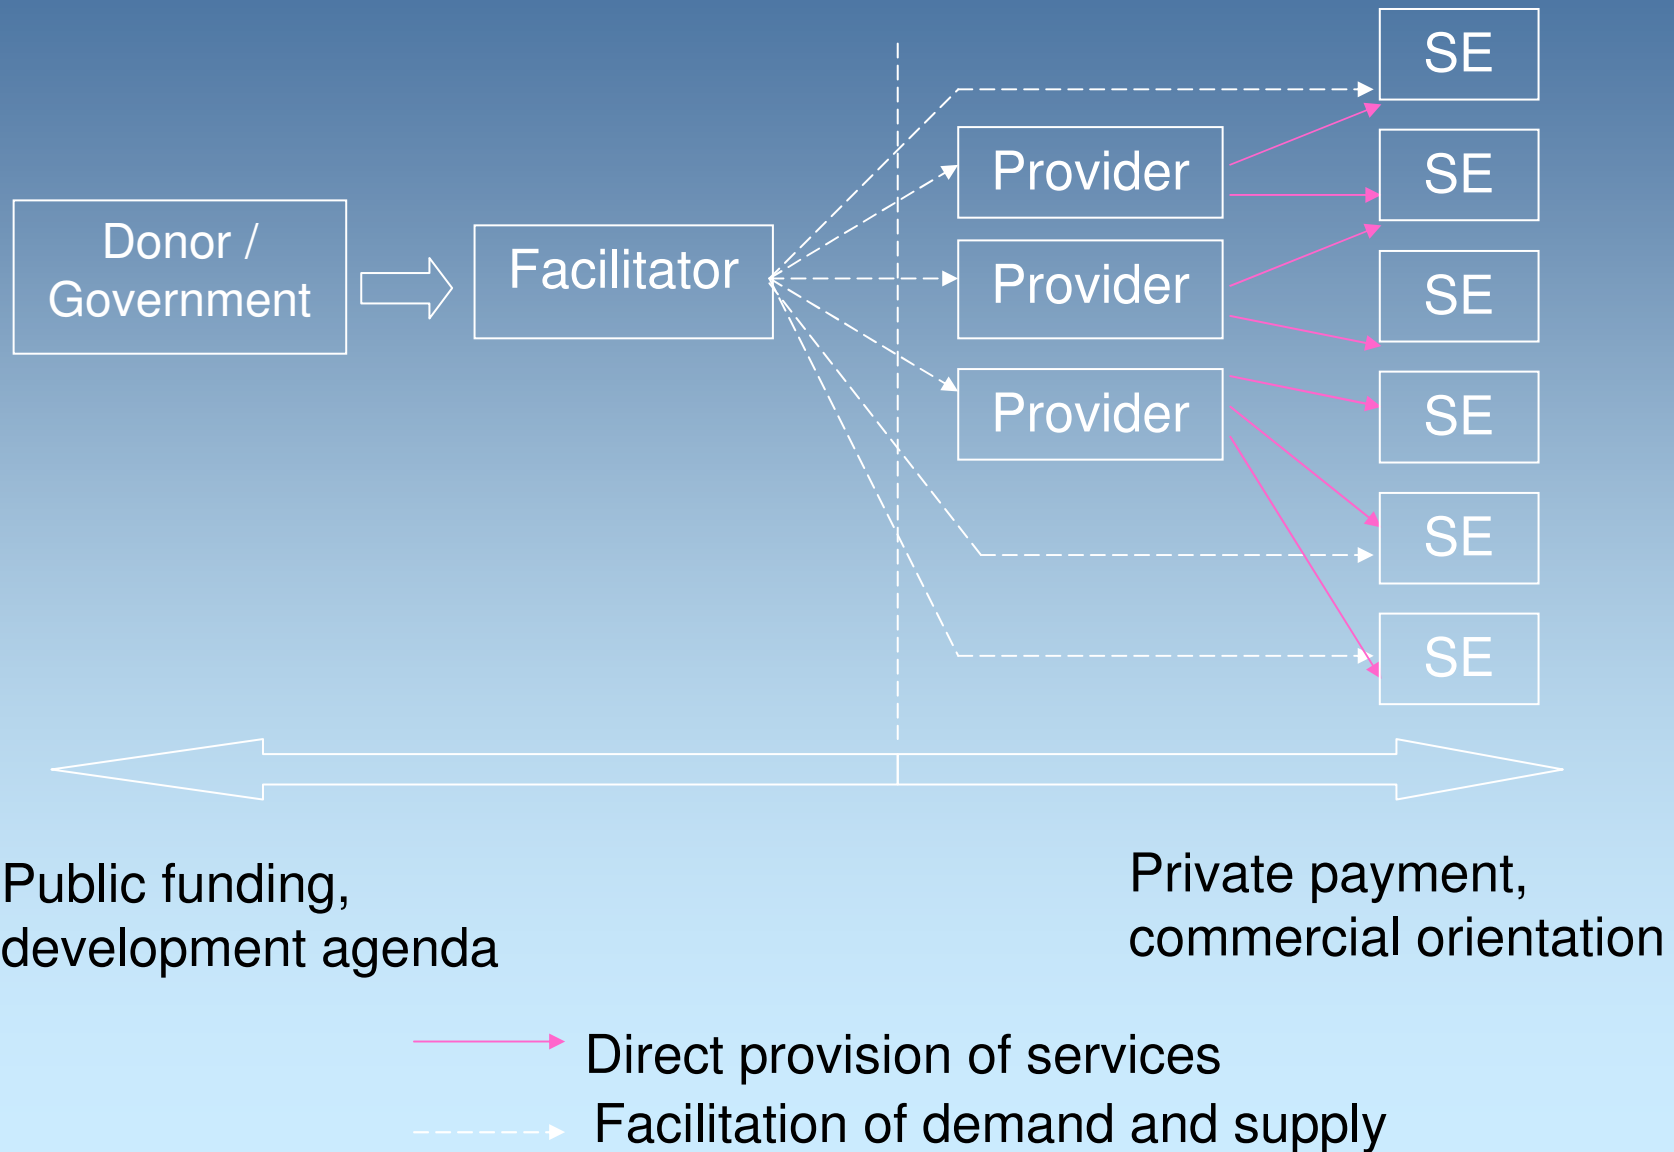 SE
Provider
SE
Donor /
Government
Facilitator
Provider
SE
Provider
SE
SE
SE
Public funding,
development agenda
Private payment,
commercial orientation
Direct provision of services
Facilitation of demand and supply